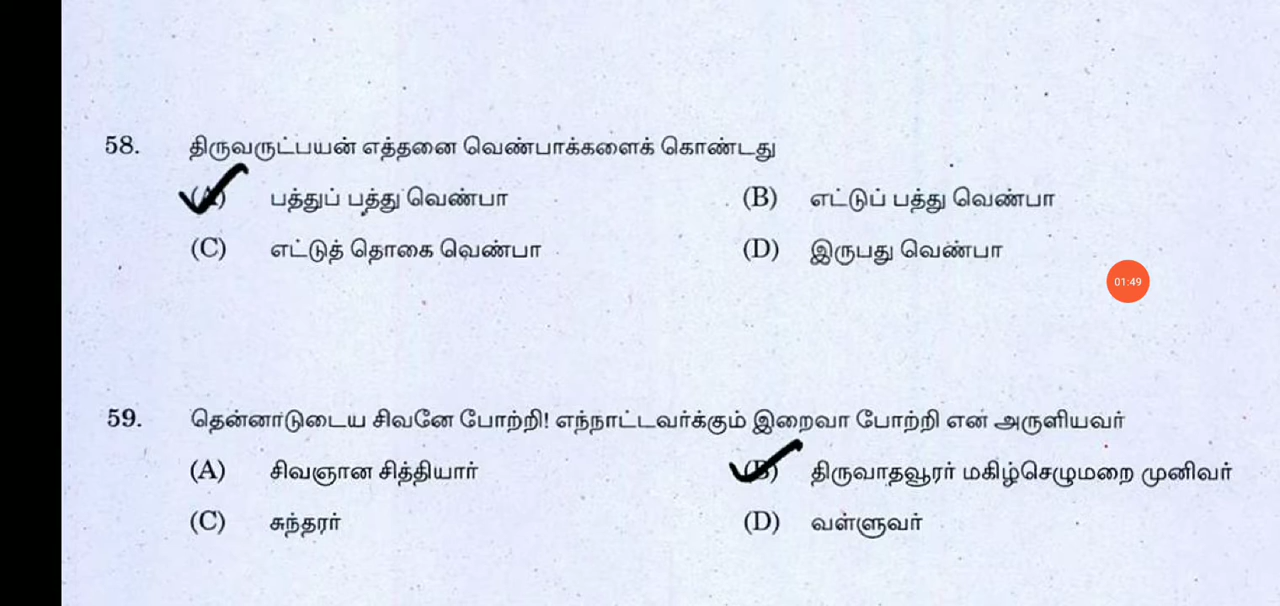 58. திருவருட்பயன் எத்தனை வெண்பாக்களைக் கொண்டது
(A) பத்துப் பத்து வெண்பா (B) எட்டுப் பத்து வெண்பா
(C) எட்டுத் தொகை வெண்பா (D) இருபது வெண்பா
01:49
59. தென்னாடுடைய சிவனே போற்றி! எந்நாட்டவர்க்கும் இறைவா போற்றி என அருளியவர்
(A) சிவஞான சித்தியார் (B) திருவாதவூரர் மகிழ்செழுமறை முனிவர்
(C) சுந்தரர் (D) வள்ளுவர்